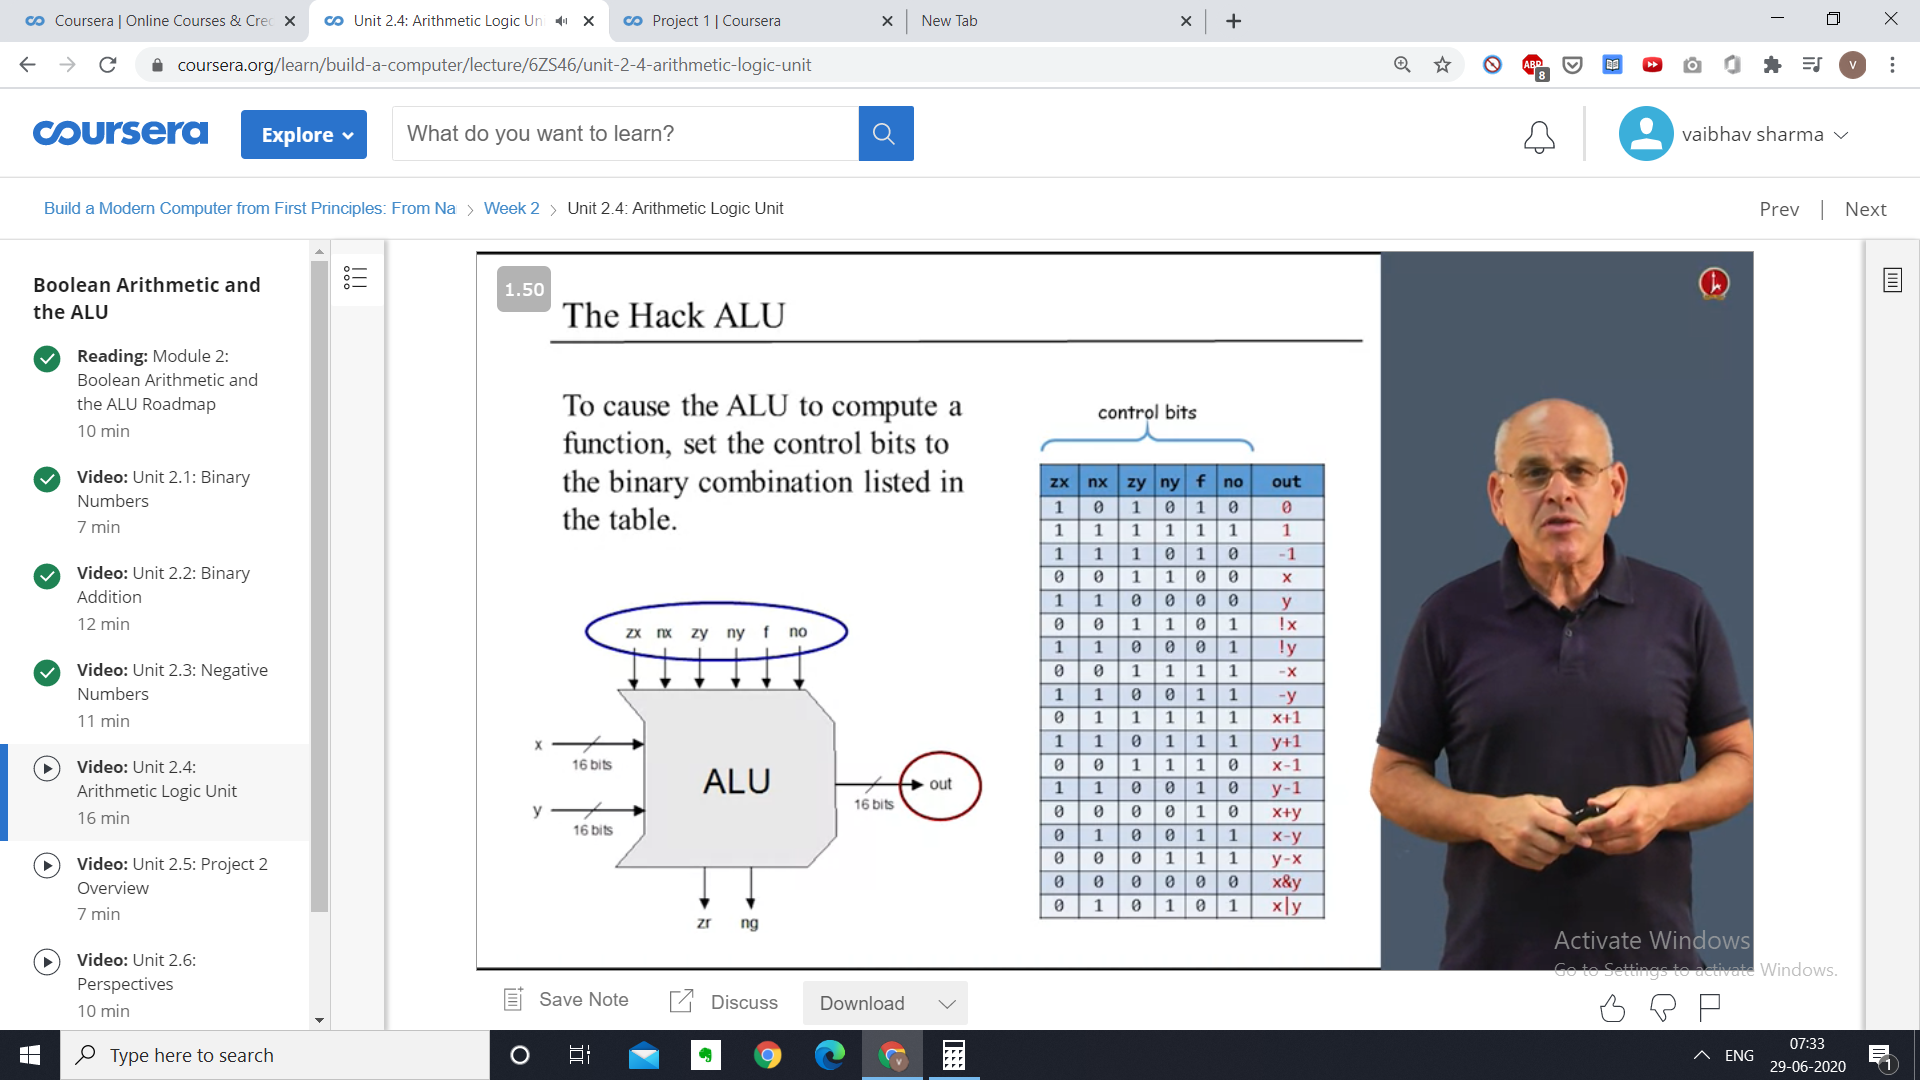 Coursera | Online Courses & Cre
Unit 2.4: Arithmetic Logic Un
Project 1 | Coursera
New Tab
coursera.org/learn/build-a-computer/lecture/6ZS46/unit-2-4-arithmetic-logic-unit
ABP
8
V
coursera
Explore
What do you want to learn?
vaibhav sharma
Build a Modern Computer from First Principles: From Na > Week 2 > Unit 2.4: Arithmetic Logic Unit
Prev | Next
Boolean Arithmetic and
the ALU
Reading: Module 2:
Boolean Arithmetic and
the ALU Roadmap
10 min
Video: Unit 2.1: Binary
Numbers
7 min
Video: Unit 2.2: Binary
Addition
12 min
Video: Unit 2.3: Negative
Numbers
11 min
Video: Unit 2.4:
Arithmetic Logic Unit
16 min
Video: Unit 2.5: Project 2
Overview
7 min
Video: Unit 2.6:
Perspectives
10 min
1.50
The Hack ALU
To cause the ALU to compute a
function, set the control bits to
the binary combination listed in
the table.
zx nx zy ny f no
x
16 bits
y
16 bits
ALU
16 bits
out
zr ng
control bits
zx nx zy ny f no out
1 0 1 0 1 0 0
1 1 1 1 1 1 1
1 1 1 0 1 0 -1
0 0 1 1 0 0 x
1 1 0 0 0 0 y
0 0 1 1 0 1 !x
1 1 0 0 0 1 !y
0 0 1 1 1 1 -x
1 1 0 0 1 1 -y
0 1 1 1 1 1 x+1
1 1 0 1 1 1 y+1
0 0 1 1 1 0 x-1
1 1 0 0 1 0 y-1
0 0 0 0 1 0 x+y
0 1 0 0 1 1 x-y
0 0 0 1 1 1 y-x
0 0 0 0 0 0 x&y
0 1 0 1 0 1 x|y
Activate Windows
Go to Settings to activate Windows.
Save Note
Discuss
Download
Type here to search
V
ENG
07:33
29-06-2020
1